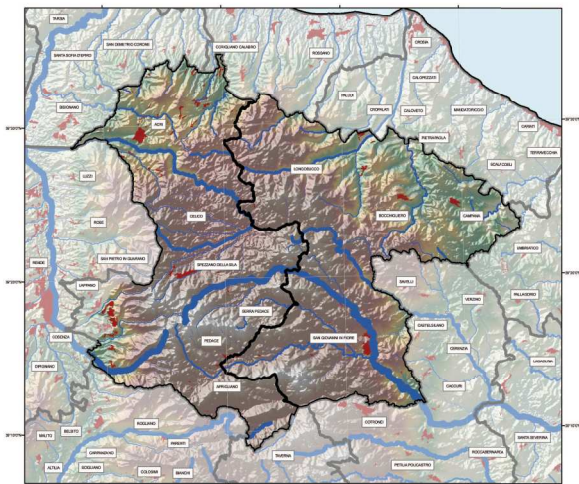 TARSIA
SAN DEMETRIO CORONE
CORIGLIANO CALABRO
CROSIA
SANTA SOFIA D'EPIRO
ROSSANO
CALOPEZZATI
PALUDI
BISIGNANO
CROPALATI
CALOVETO
MANDATORICCIO
ACRI
PIETRAPAOLA
CARIATI
TERRAVECCHIA
LONGOBUCCO
SCALA COELI
LUZZI
BOCCHIGLIERO
CAMPANA
ROSE
CELICO
UMBRIATICO
SAN PIETRO IN GUARANO
SPEZZANO DELLA SILA
SAVELLI
RENDE
LAPPANO
VERZINO
PALLAGORIO
SERRA PEDACE
CASTELSILANO
COSENZA
PEDACE
SAN GIOVANNI IN FIORE
CERENZIA
DIPIGNANO
CACCURI
APRIGLIANO
ROGLIANO
COTRONEI
BELSITO
MALITO
PARENTI
SANTA SEVERINA
CARPANZANO
TAVERNA
ROCCABERNARDA
ALTILIA
SCIGLIANO
COLOSIMI
BIANCHI
PETILIA POLICASTRO